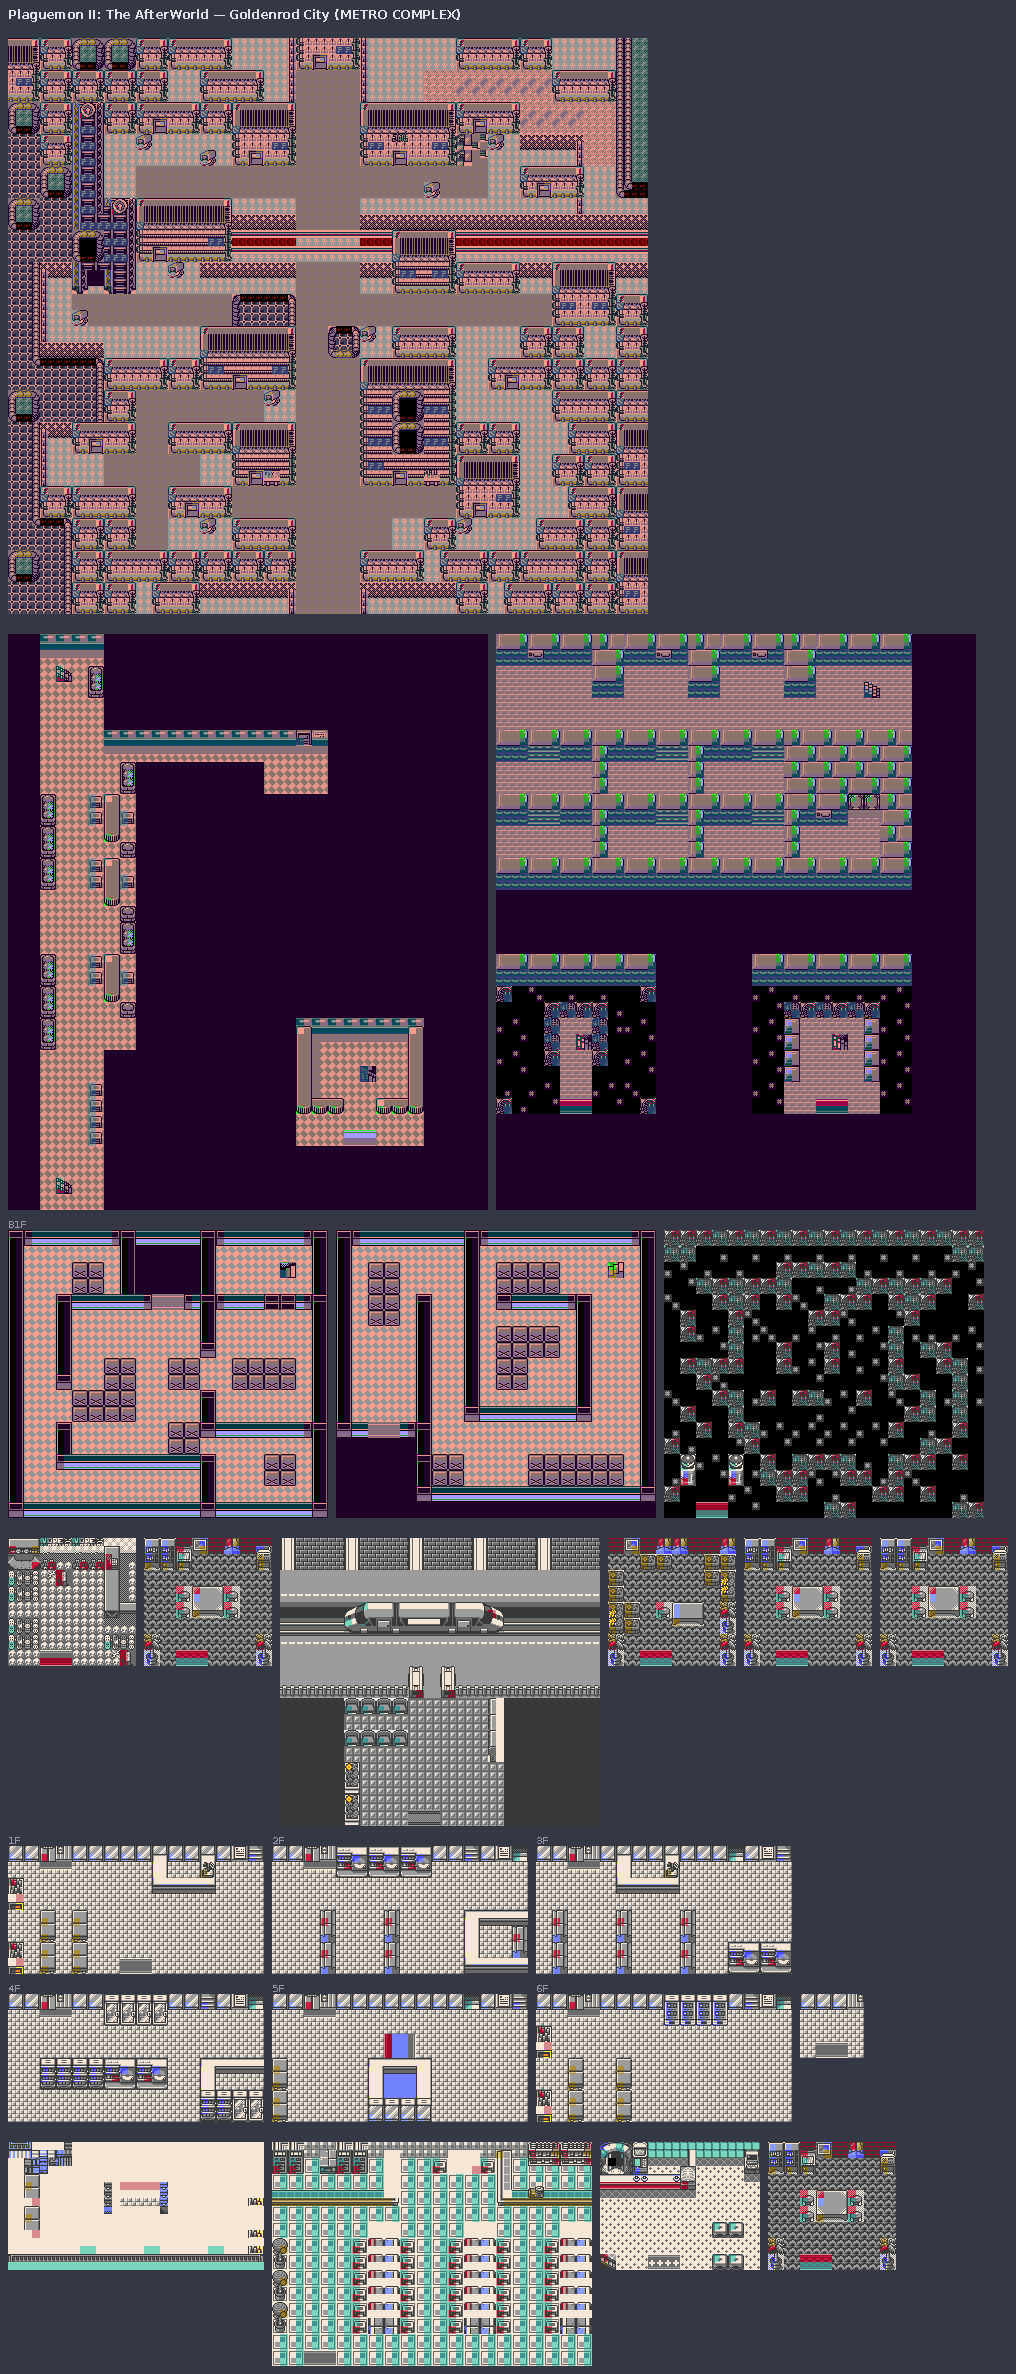 Plaguemon II: The AfterWorld — Goldenrod City (METRO COMPLEX)
B1F
1F
2F
3F
4F
5F
6F